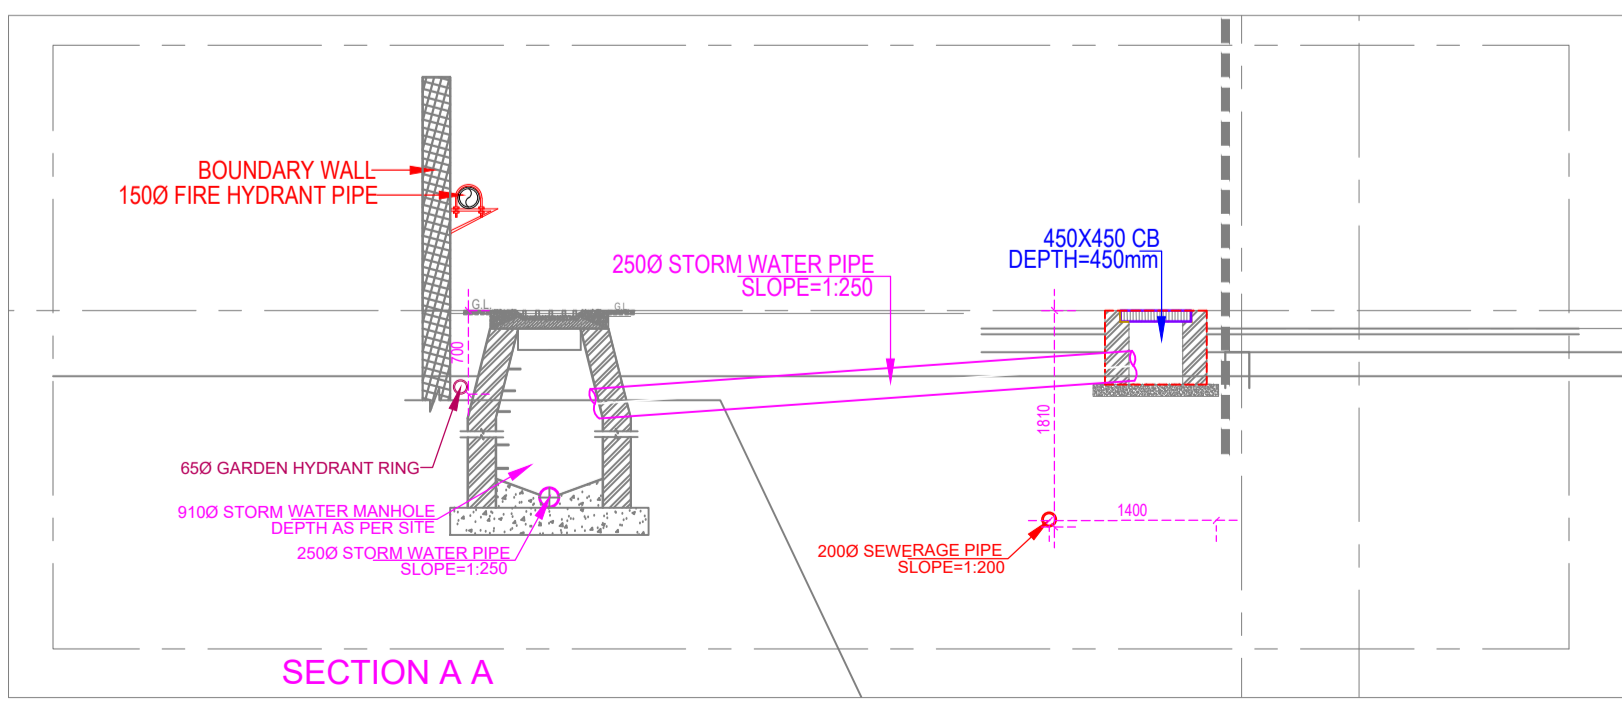 BOUNDARY WALL
150Ø FIRE HYDRANT PIPE
450X450 CB
DEPTH=450mm
250Ø STORM WATER PIPE
SLOPE=1:250
G.L.
G.L.
700
1810
65Ø GARDEN HYDRANT RING
910Ø STORM WATER MANHOLE
DEPTH AS PER SITE
1400
250Ø STORM WATER PIPE
SLOPE=1:250
200Ø SEWERAGE PIPE
SLOPE=1:200
SECTION A A